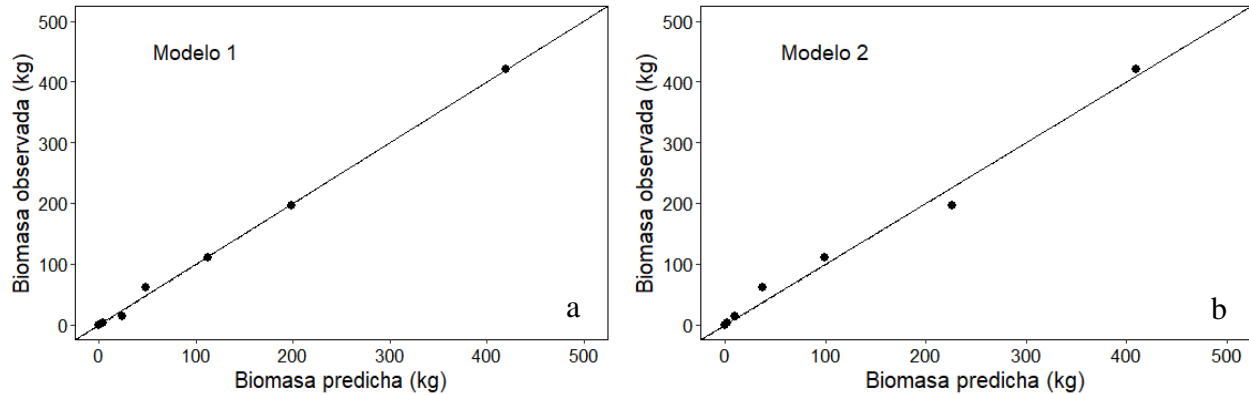 Modelo 1
Biomasa observada (kg)
500
400
300
200
100
0
0 100 200 300 400 500
Biomasa predicha (kg)
a
Modelo 2
Biomasa observada (kg)
500
400
300
200
100
0
0 100 200 300 400 500
Biomasa predicha (kg)
b